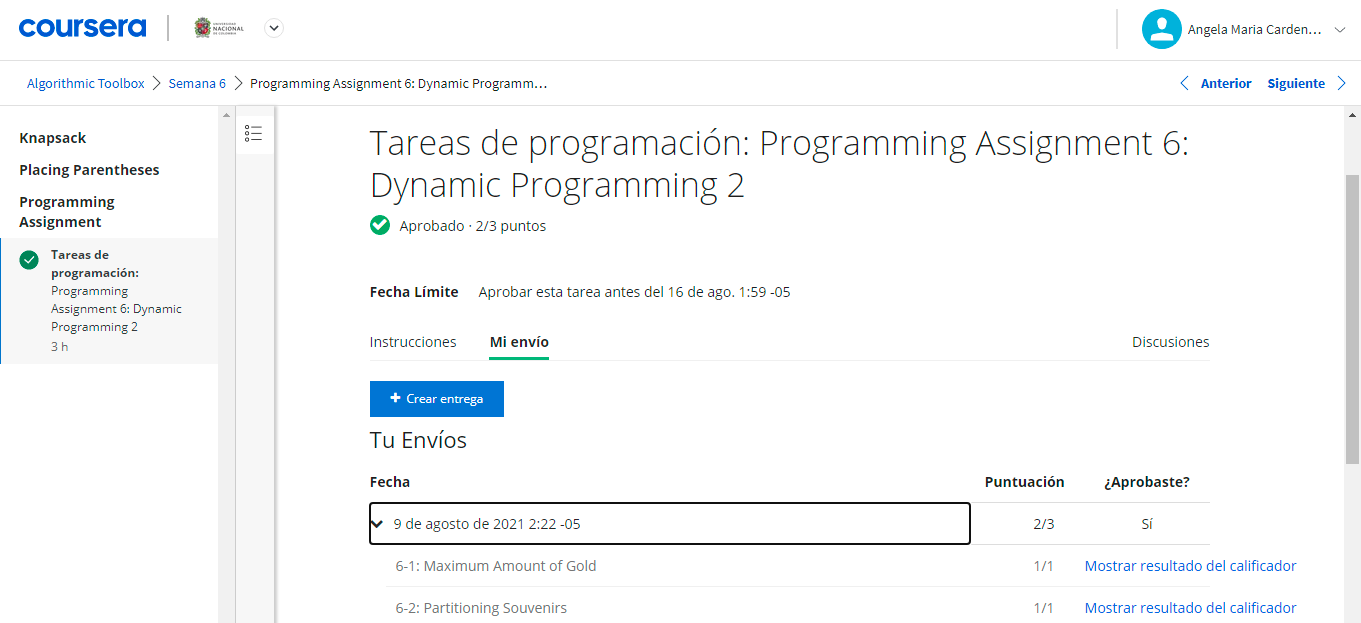 coursera
UNIVERSIDAD
NACIONAL
DE COLOMBIA
Angela Maria Carden...
Algorithmic Toolbox
Semana 6
Programming Assignment 6: Dynamic Programm...
Anterior
Siguiente
Knapsack
Placing Parentheses
Programming
Assignment
Tareas de
programación:
Programming
Assignment 6: Dynamic
Programming 2
3 h
Tareas de programación: Programming Assignment 6:
Dynamic Programming 2
Aprobado · 2/3 puntos
Fecha Límite Aprobar esta tarea antes del 16 de ago. 1:59 -05
Instrucciones Mi envío Discusiones
+ Crear entrega
Tu Envíos
Fecha Puntuación ¿Aprobaste?
9 de agosto de 2021 2:22 -05 2/3 Sí
6-1: Maximum Amount of Gold 1/1 Mostrar resultado del calificador
6-2: Partitioning Souvenirs 1/1 Mostrar resultado del calificador